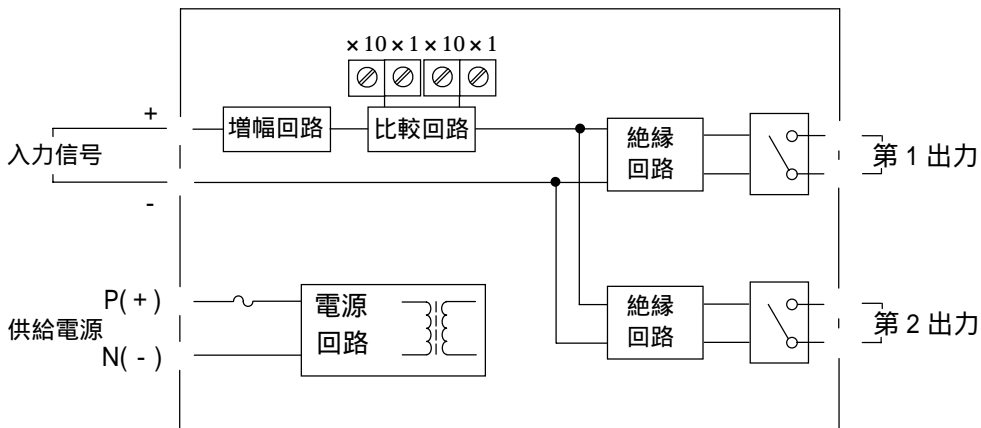 ×10 ×1 ×10 ×1
+
増幅回路
比較回路
絶縁
回路
入力信号
第1出力
-
P(+)
電源
回路
絶縁
回路
供給電源
第2出力
N(-)